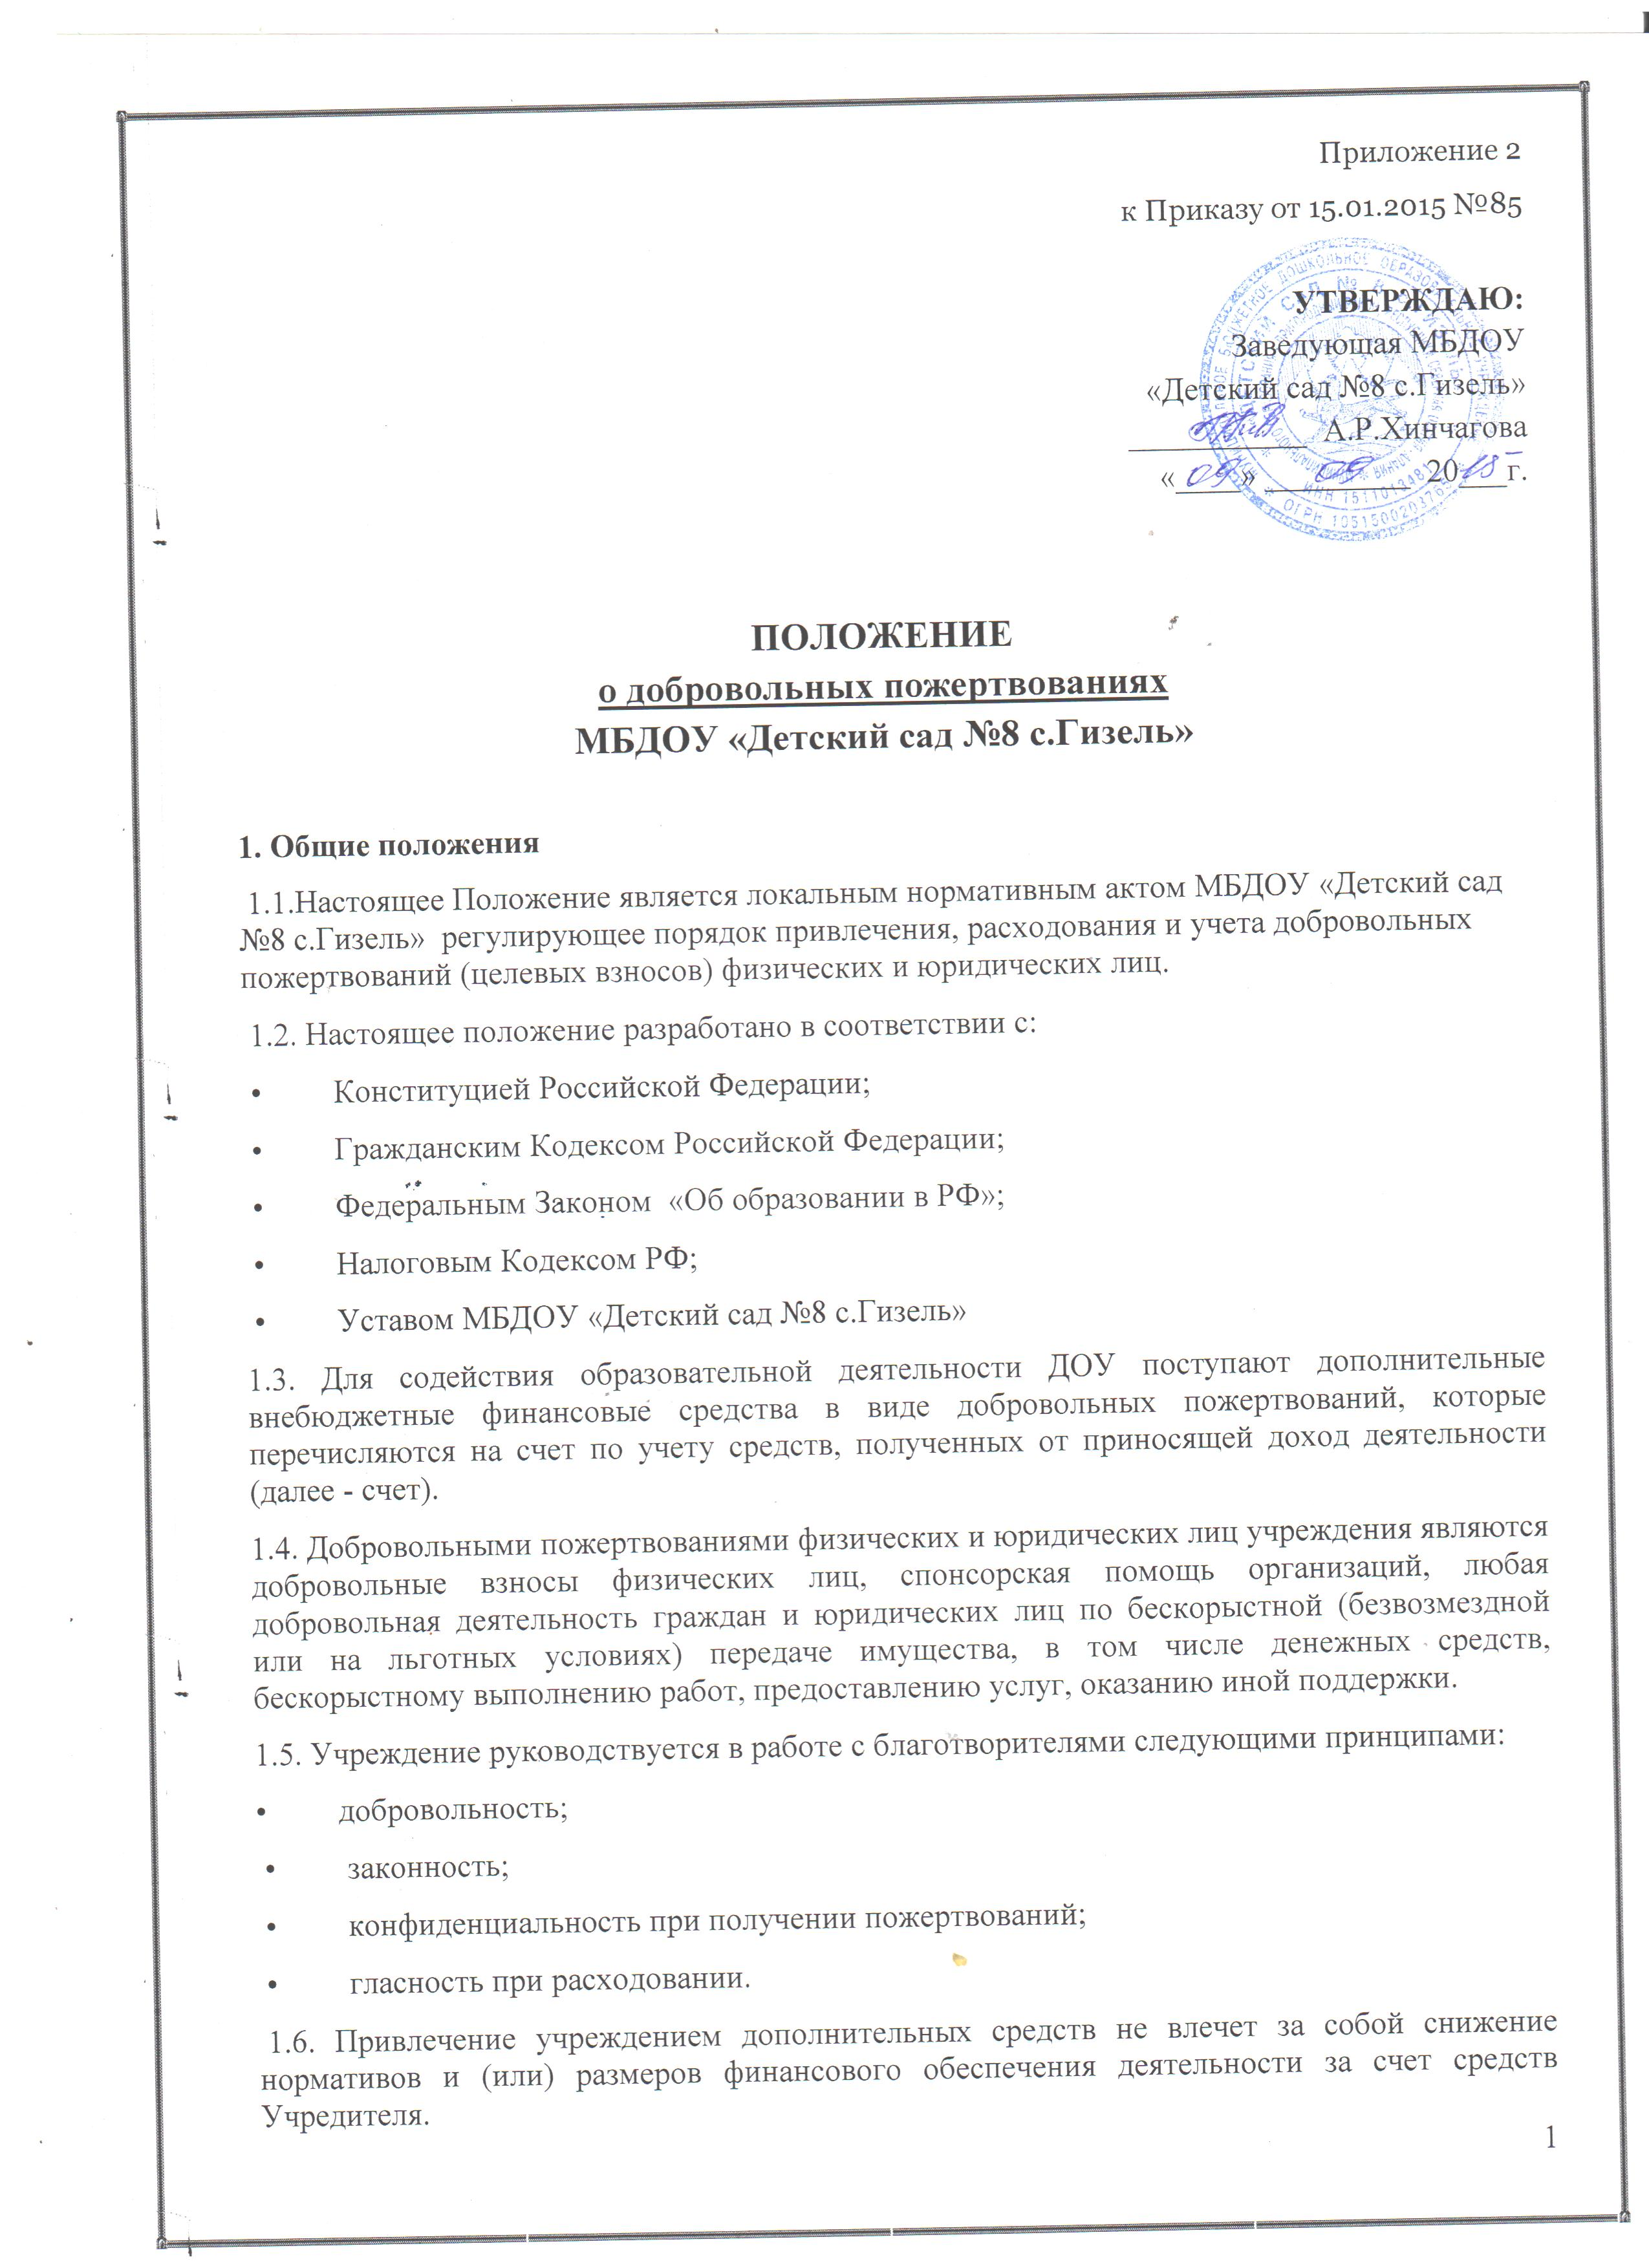 Приложение 2
к Приказу от 15.01.2015 №85
УТВЕРЖДАЮ:
Заведующая МБДОУ
«Детский сад №8 с.Гизель»
___________ А.Р.Хинчагова
«09» 09 2015г.
ИНН 1511013481
ПОЛОЖЕНИЕ
о добровольных пожертвованиях
МБДОУ «Детский сад №8 с.Гизель»
1. Общие положения
1.1.Настоящее Положение является локальным нормативным актом МБДОУ «Детский сад
№8 с.Гизель» регулирующее порядок привлечения, расходования и учета добровольных
пожертвований (целевых взносов) физических и юридических лиц.
1.2. Настоящее положение разработано в соответствии с:
• Конституцией Российской Федерации;
• Гражданским Кодексом Российской Федерации;
• Федеральным Законом «Об образовании в РФ»;
• Налоговым Кодексом РФ;
• Уставом МБДОУ «Детский сад №8 с.Гизель»
1.3. Для содействия образовательной деятельности ДОУ поступают дополнительные
внебюджетные финансовые средства в виде добровольных пожертвований, которые
перечисляются на счет по учету средств, полученных от приносящей доход деятельности
(далее - счет).
1.4. Добровольными пожертвованиями физических и юридических лиц учреждения являются
добровольные взносы физических лиц, спонсорская помощь организаций, любая
добровольная деятельность граждан и юридических лиц по бескорыстной (безвозмездной
или на льготных условиях) передаче имущества, в том числе денежных средств,
бескорыстному выполнению работ, предоставлению услуг, оказанию иной поддержки.
1.5. Учреждение руководствуется в работе с благотворителями следующими принципами:
• добровольность;
• законность;
• конфиденциальность при получении пожертвований;
• гласность при расходовании.
1.6. Привлечение учреждением дополнительных средств не влечет за собой снижение
нормативов и (или) размеров финансового обеспечения деятельности за счет средств
Учредителя.
1